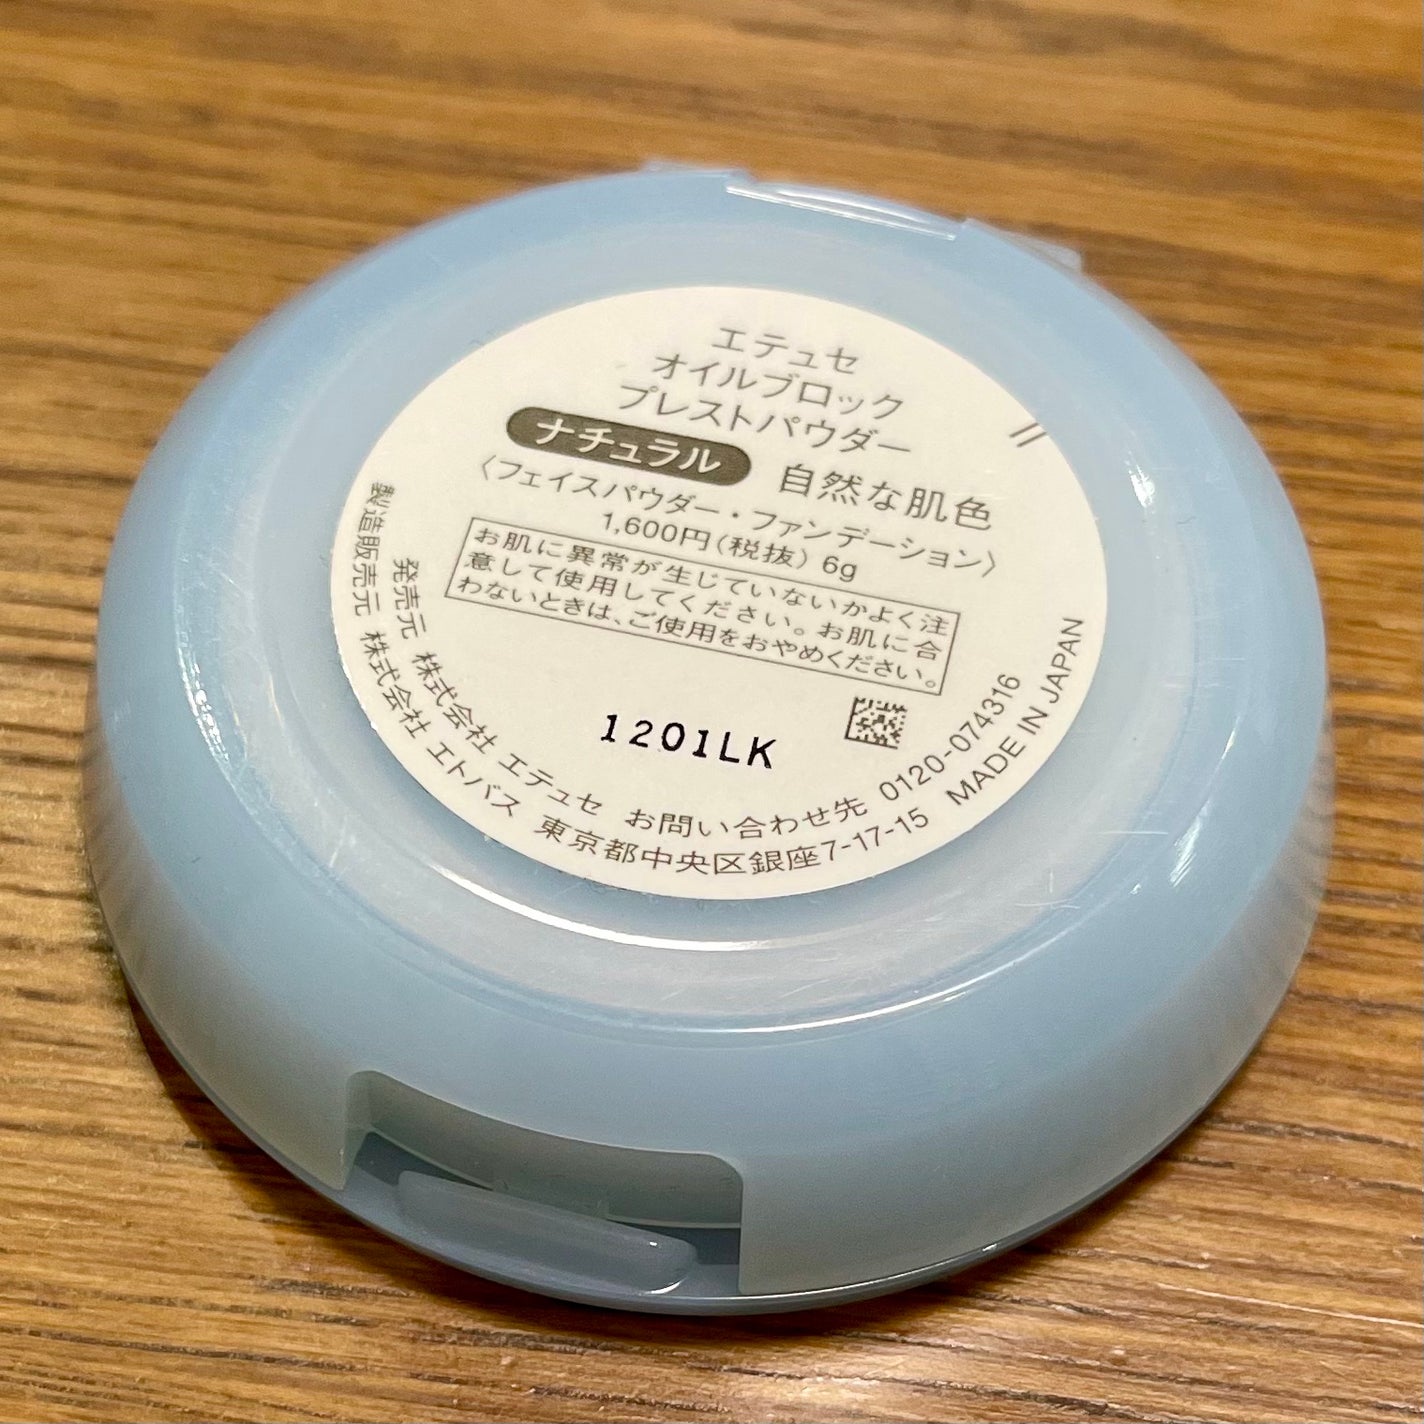 エテュセ
オイルブロック
プレストパウダー
ナチュラル 自然な肌色
〈フェイスパウダー・ファンデーション〉
1,600円(税抜) 6g
お肌に異常が生じていないかよく注
意して使用してください。お肌に合
わないときは、ご使用をおやめください。
1201LK
発売元 株式会社 エテュセ お問い合わせ先 0120-074316
製造販売元 株式会社 エトバス 東京都中央区銀座7-17-15 MADE IN JAPAN